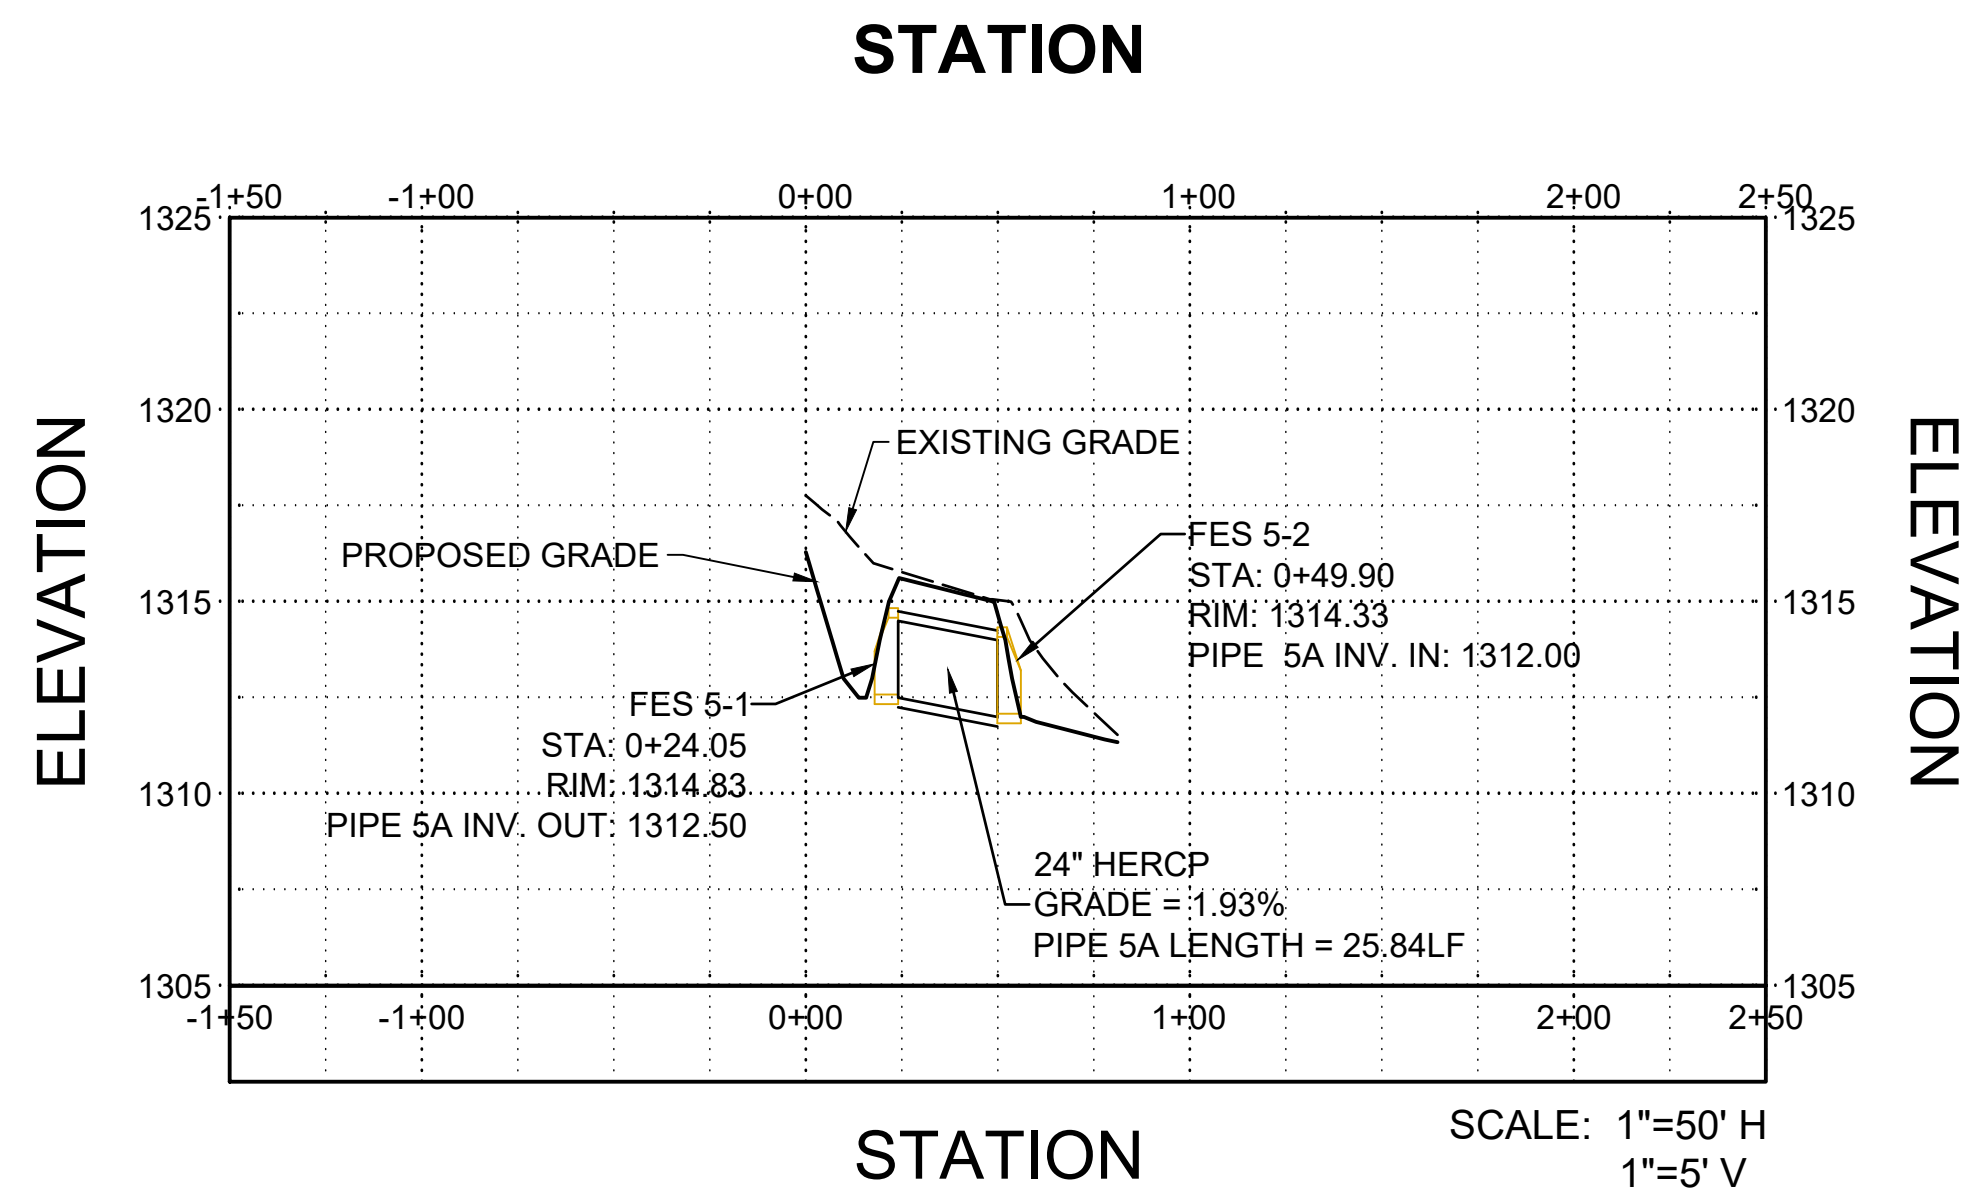 STATION
-1+50 -1+00 0+00 1+00 2+00 2+50
1325 1325
1320 1320
EXISTING GRADE
PROPOSED GRADE
FES 5-2
STA: 0+49.90
RIM: 1314.33
PIPE 5A INV. IN: 1312.00
1315 1315
FES 5-1
STA: 0+24.05
RIM: 1314.83
PIPE 5A INV. OUT: 1312.50
1310 1310
24" HERCP
GRADE = 1.93%
PIPE 5A LENGTH = 25.84LF
1305 1305
-1+50 -1+00 0+00 1+00 2+00 2+50
ELEVATION
ELEVATION
STATION
SCALE: 1"=50' H
1"=5' V